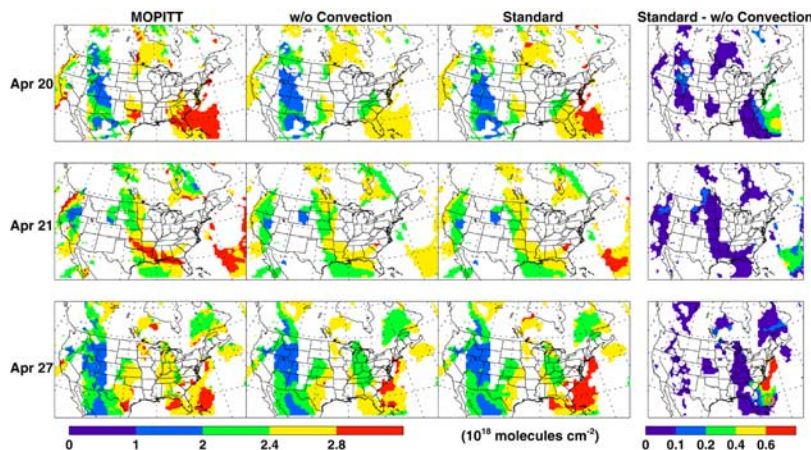 MOPITT w/o Convection Standard Standard - w/o Convection
Apr 20
Apr 21
Apr 27
0 1 2 2.4 2.8 (10¹⁸ molecules cm⁻²) 0 0.1 0.2 0.4 0.6